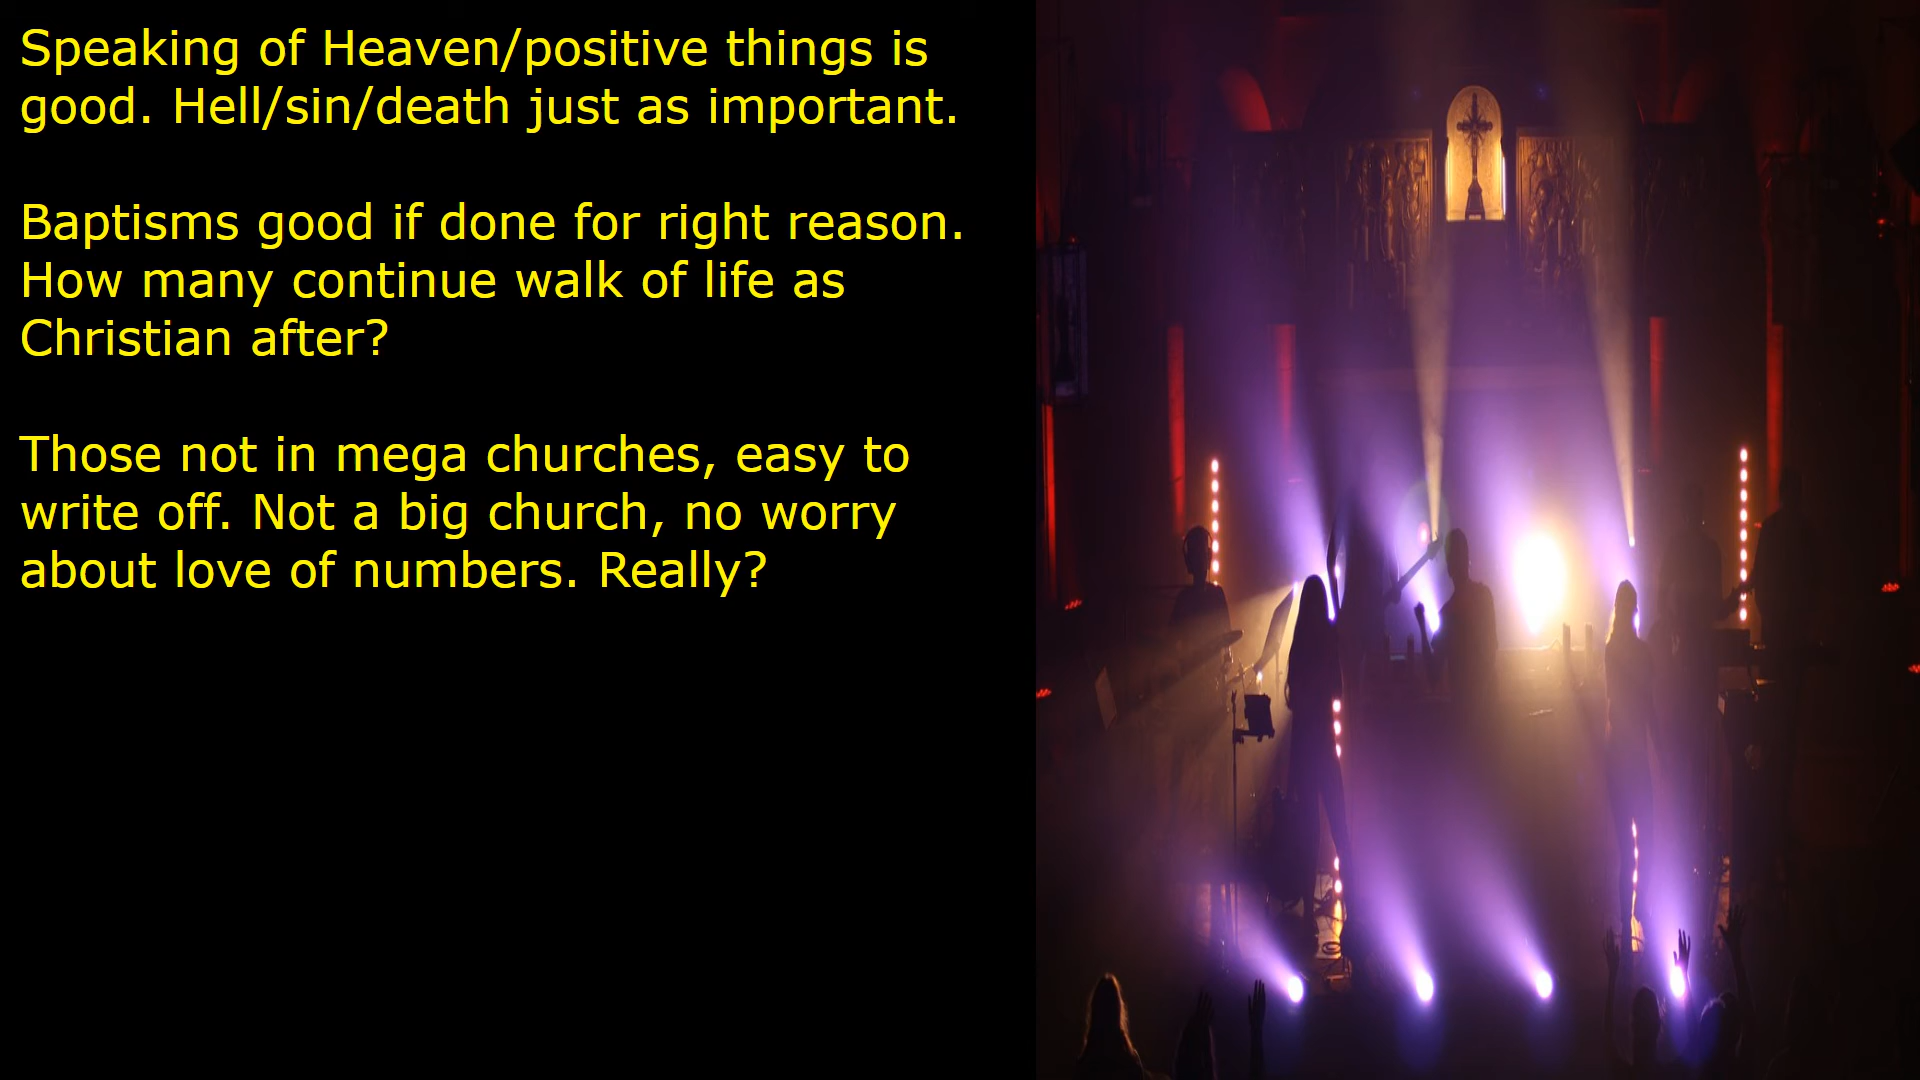 Speaking of Heaven/positive things is
good. Hell/sin/death just as important.
Baptisms good if done for right reason.
How many continue walk of life as
Christian after?
Those not in mega churches, easy to
write off. Not a big church, no worry
about love of numbers. Really?